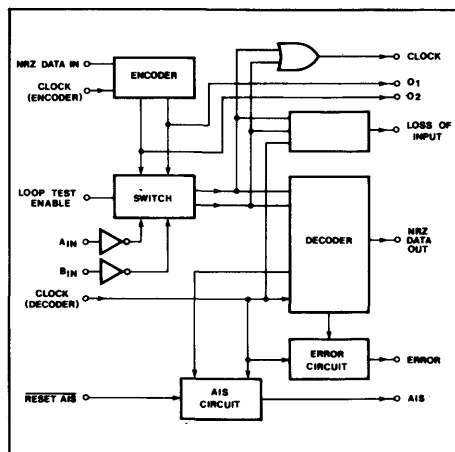 NRZ DATA IN
CLOCK
(ENCODER)
ENCODER
CLOCK
O1
O2
LOSS OF
INPUT
LOOP TEST
ENABLE
SWITCH
DECODER
NRZ
DATA
OUT
AIN
BIN
CLOCK
(DECODER)
ERROR
CIRCUIT
ERROR
RESET AIS
AIS
CIRCUIT
AIS